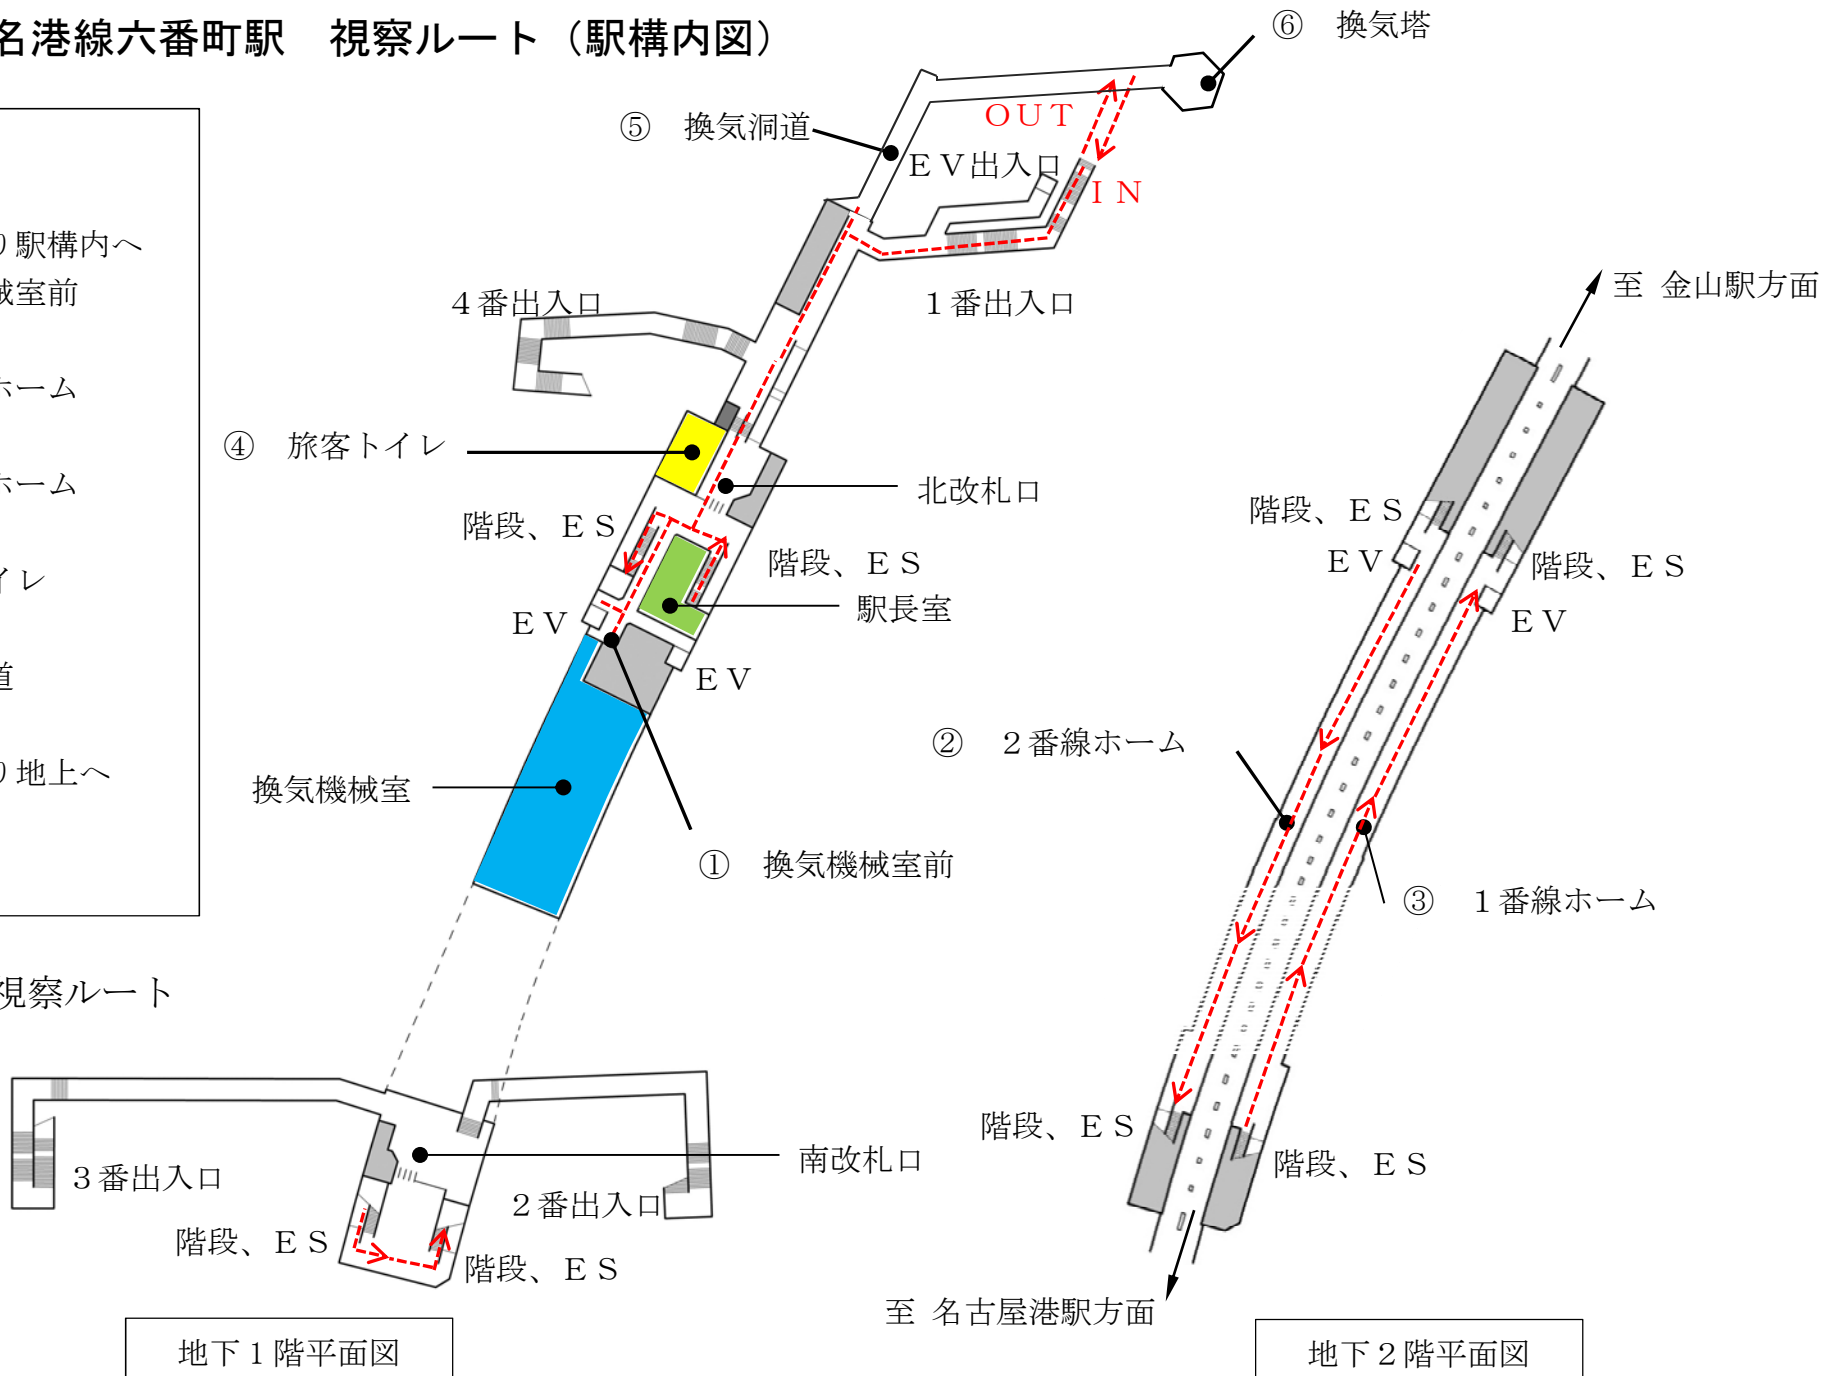 名港線六番町駅　視察ルート（駅構内図）
⑥　換気塔
⑤　換気洞道
OUT
EV出入口
IN
り駅構内へ
械室前
ホーム
ホーム
イレ
道
り地上へ
視察ルート
4番出入口
1番出入口
至 金山駅方面
④　旅客トイレ
北改札口
階段、ES
階段、ES
駅長室
EV
EV
階段、ES
EV
階段、ES
EV
②　2番線ホーム
換気機械室
①　換気機械室前
③　1番線ホーム
階段、ES
階段、ES
南改札口
3番出入口
2番出入口
階段、ES
階段、ES
至 名古屋港駅方面
地下1階平面図
地下2階平面図